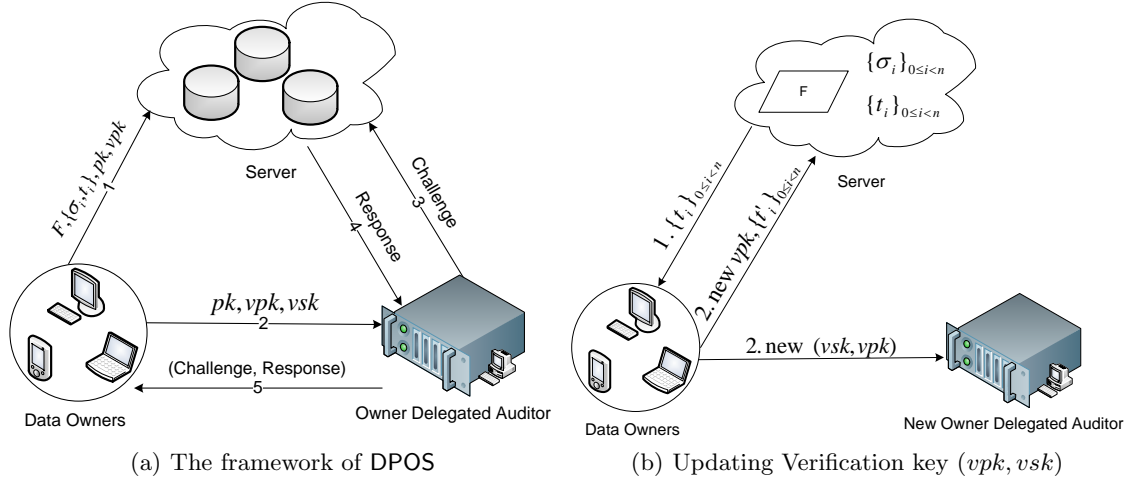 F,{σi,ti},pk,vpk
1
Server
Challenge
3
Response
4
pk,vpk,vsk
2
(Challenge, Response)
5
Data Owners
Owner Delegated Auditor
(a) The framework of DPOS
F
{σi}0≤i<n
{ti}0≤i<n
Server
1. {ti}0≤i<n
2. new vpk,{t'i}0≤i<n
2. new (vsk,vpk)
Data Owners
New Owner Delegated Auditor
(b) Updating Verification key (vpk, vsk)